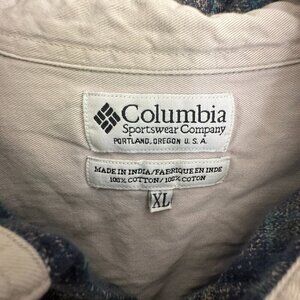 Columbia
Sportswear Company
PORTLAND, OREGON U.S.A.
MADE IN INDIA/FABRIQUE EN INDE
100% COTTON/100% COTON
XL